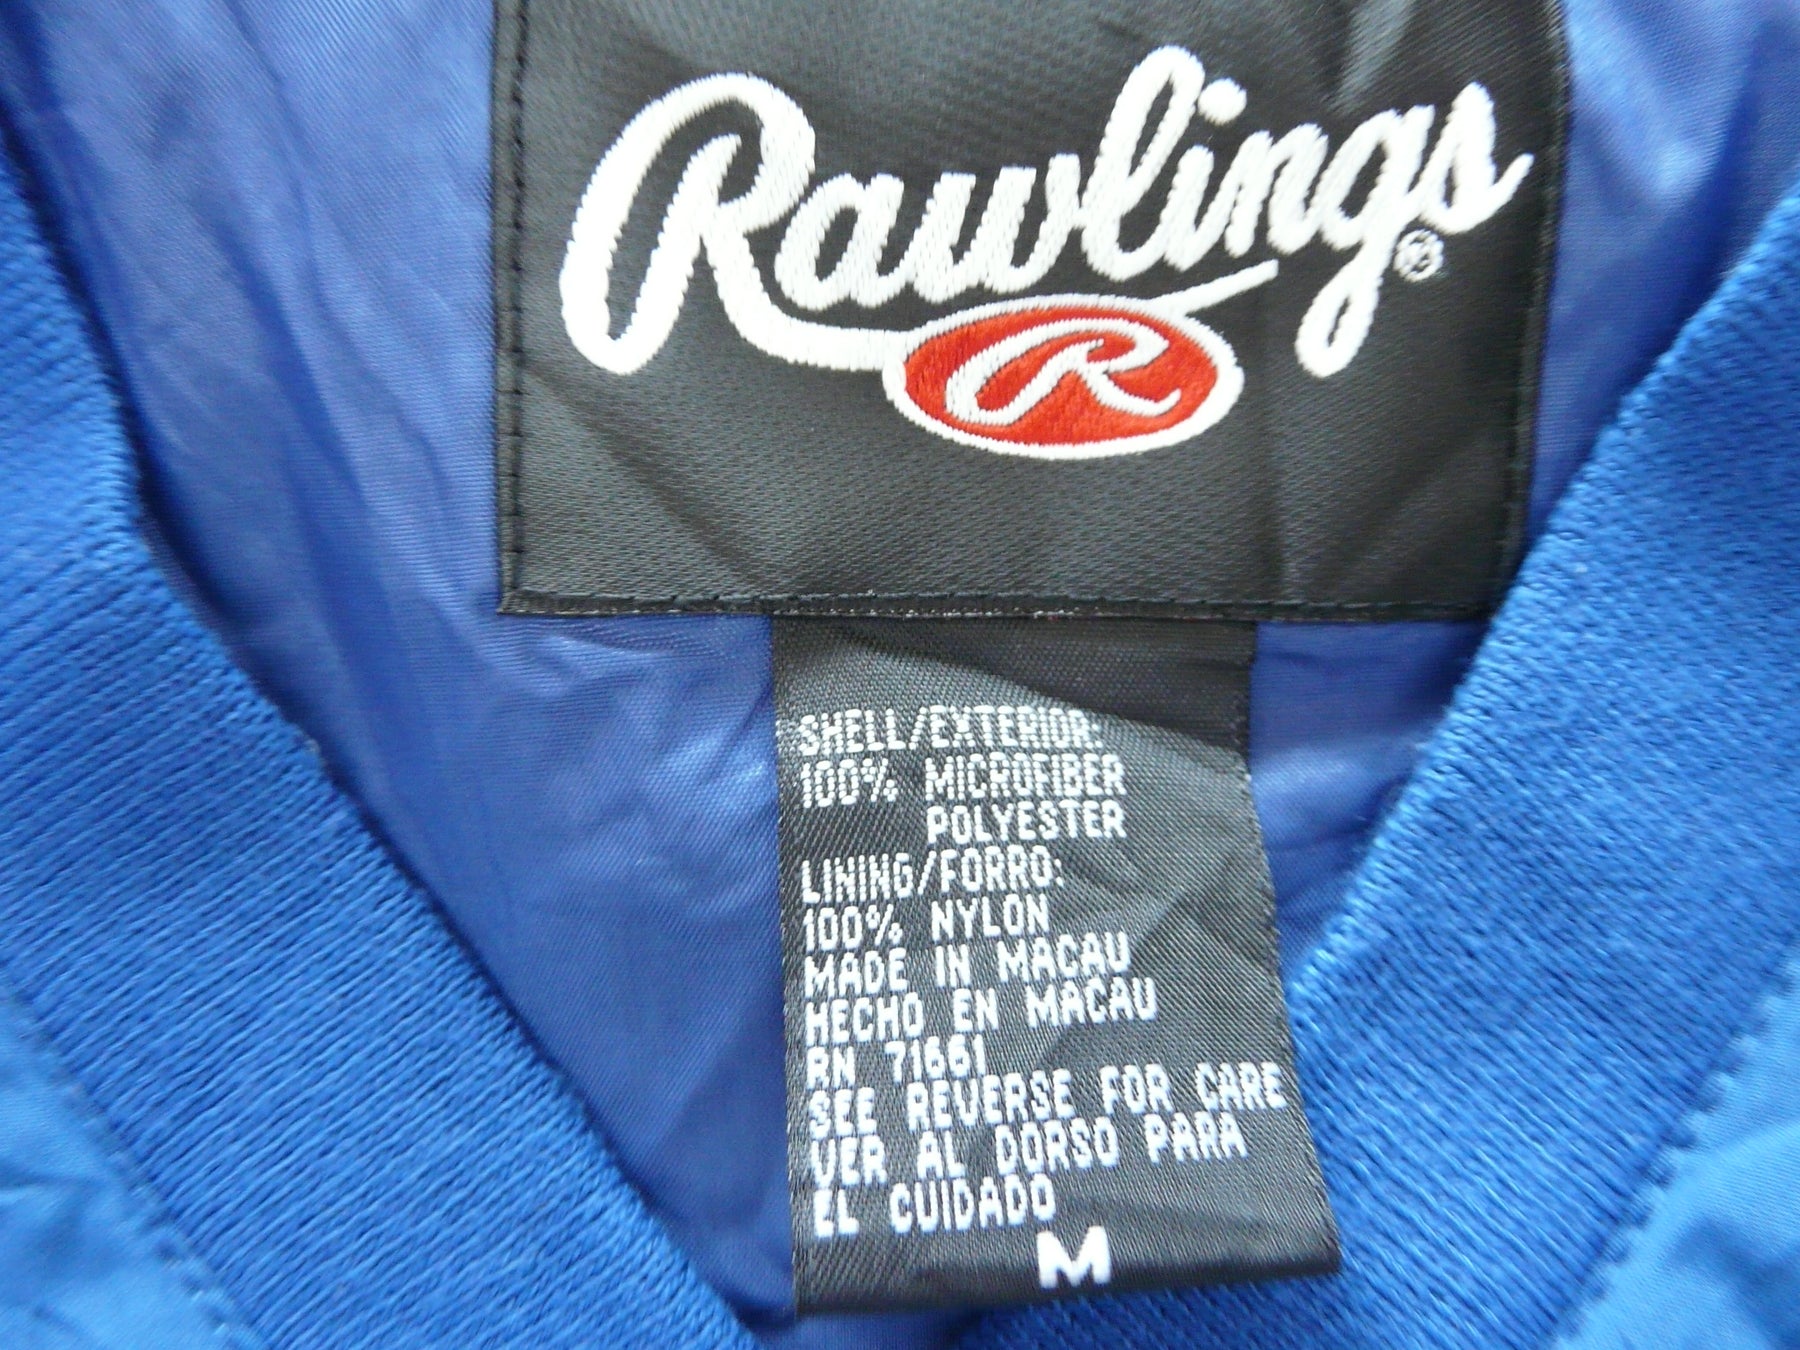 Rawlings®
R
SHELL/EXTERIOR:
100% MICROFIBER
POLYESTER
LINING/FORRO:
100% NYLON
MADE IN MACAU
HECHO EN MACAU
RN 71661
SEE REVERSE FOR CARE
VER AL DORSO PARA
EL CUIDADO
M